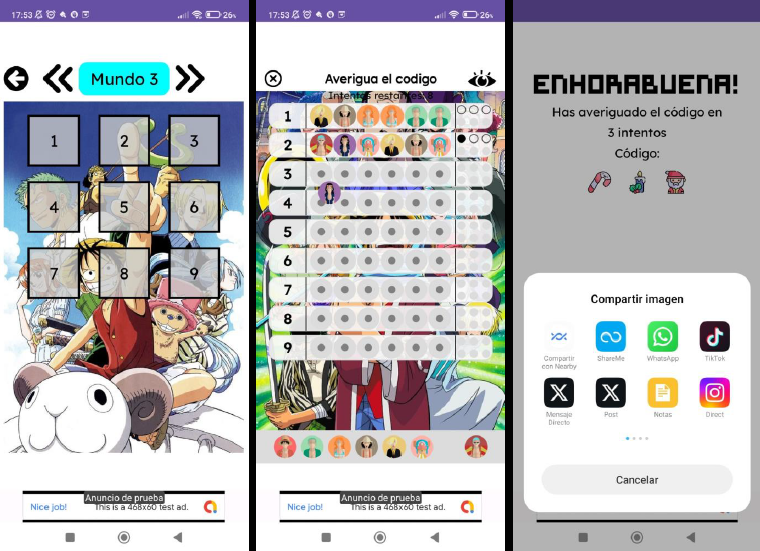 17:53
26%
Mundo 3
1
2
3
4
5
6
7
8
9
Nice job!
Anuncio de prueba
This is a 468x60 test ad.
17:53
26%
Averigua el codigo
Intentos restantes: 8
1
2
3
4
5
6
7
8
9
Nice job!
Anuncio de prueba
This is a 468x60 test ad.
ENHORABUENA!
Has averiguado el código en
3 intentos
Código:
Compartir imagen
Compartir
con Nearby
ShareMe
WhatsApp
TikTok
Mensaje
Directo
Post
Notas
Direct
Cancelar